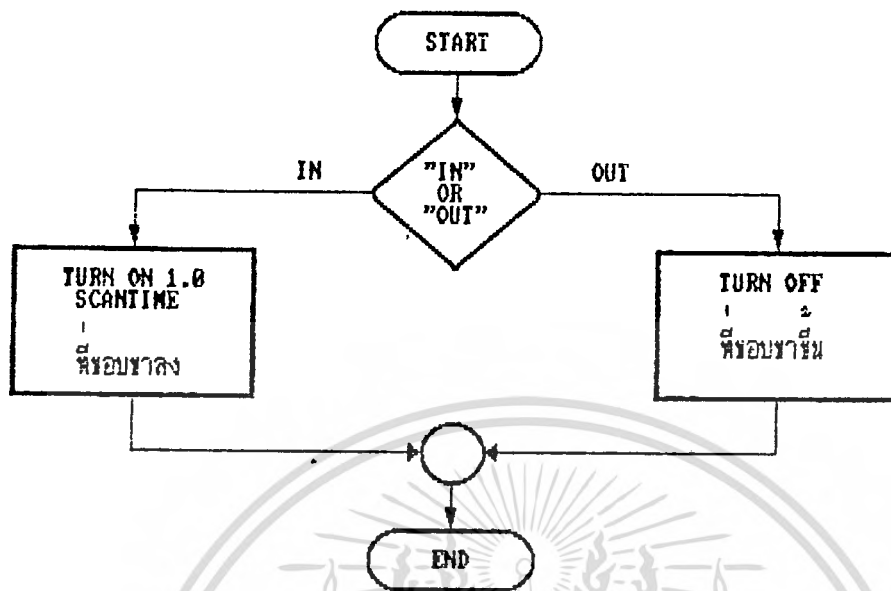 START
IN
"IN"
OR
"OUT"
OUT
TURN ON 1.0
SCANTIME
ที่ขอบขาลง
TURN OFF
ที่ขอบขาขึ้น
END